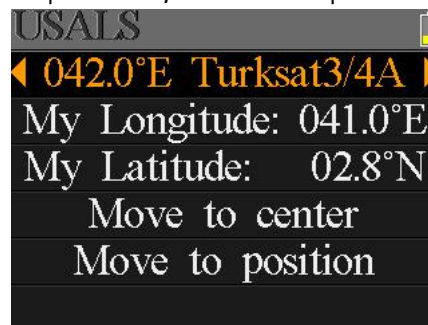 USALS
042.0°E Turksat3/4A
My Longitude: 041.0°E
My Latitude: 02.8°N
Move to center
Move to position